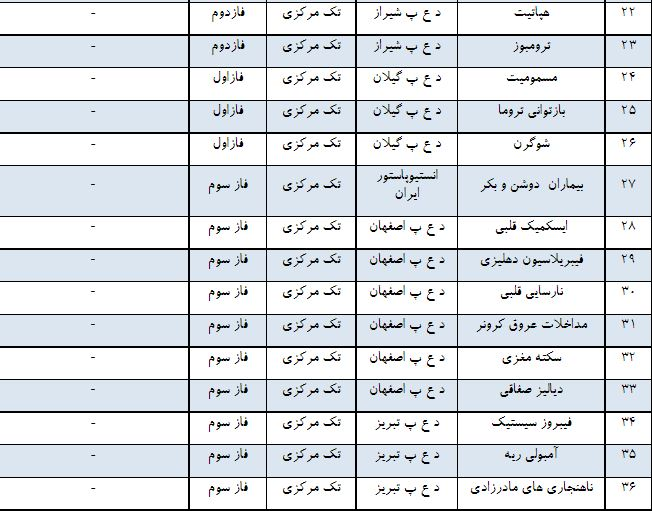 ۲۲ هپاتیت د ع پ شیراز تک مرکزی فازدوم -
۲۳ ترومبوز د ع پ شیراز تک مرکزی فازدوم -
۲۴ مسمومیت د ع پ گیلان تک مرکزی فازاول -
۲۵ بازتوانی تروما د ع پ گیلان تک مرکزی فازاول -
۲۶ شوگرن د ع پ گیلان تک مرکزی فازاول -
۲۷ بیماران دوشن و بکر انستیوپاستور ایران تک مرکزی فاز سوم -
۲۸ ایسکمیک قلبی د ع پ اصفهان تک مرکزی فاز سوم -
۲۹ فیبریلاسیون دهلیزی د ع پ اصفهان تک مرکزی فاز سوم -
۳۰ نارسایی قلبی د ع پ اصفهان تک مرکزی فاز سوم -
۳۱ مداخلات عروق کرونر د ع پ اصفهان تک مرکزی فاز سوم -
۳۲ سکته مغزی د ع پ اصفهان تک مرکزی فاز سوم -
۳۳ دیالیز صفاقی د ع پ اصفهان تک مرکزی فاز سوم -
۳۴ فیبروز سیستیک د ع پ تبریز تک مرکزی فاز سوم -
۳۵ آمبولی ریه د ع پ تبریز تک مرکزی فاز سوم -
۳۶ ناهنجاری های مادرزادی د ع پ تبریز تک مرکزی فاز سوم -